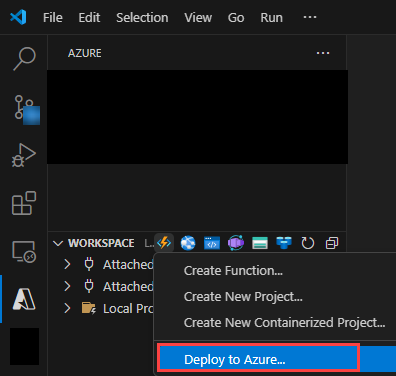 File Edit Selection View Go Run ···
AZURE ···
WORKSPACE L...
Attached
Attached
Local Pro
Create Function...
Create New Project...
Create New Containerized Project...
Deploy to Azure...